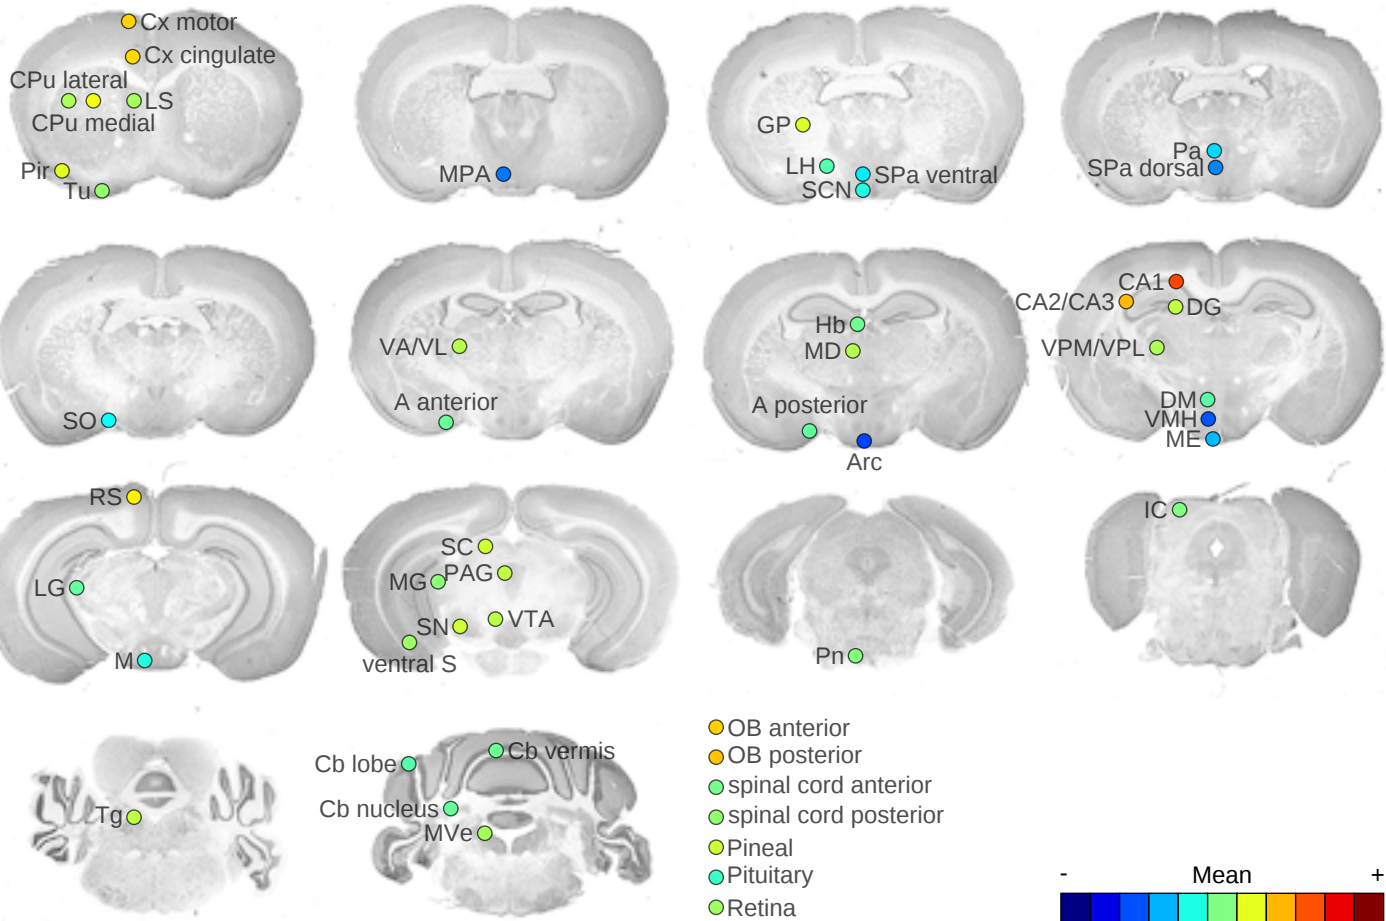 Cx motor
Cx cingulate
CPu lateral
LS
CPu medial
Pir
Tu
MPA
GP
LH
SPa ventral
SCN
Pa
SPa dorsal
SO
VA/VL
A anterior
Hb
MD
A posterior
Arc
CA1
CA2/CA3
DG
VPM/VPL
DM
VMH
ME
RS
LG
M
SC
MG
PAG
SN
VTA
ventral S
Pn
IC
Tg
Cb lobe
Cb vermis
Cb nucleus
MVe
OB anterior
OB posterior
spinal cord anterior
spinal cord posterior
Pineal
Pituitary
Retina
- Mean +